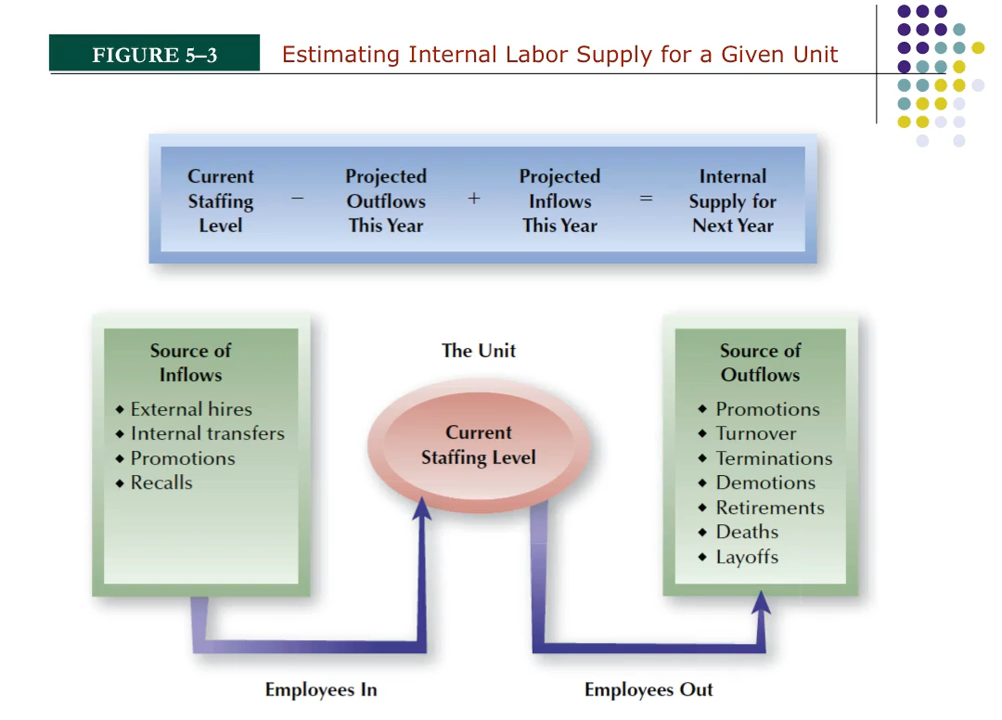 FIGURE 5–3
Estimating Internal Labor Supply for a Given Unit
Current Staffing Level
–
Projected Outflows This Year
+
Projected Inflows This Year
=
Internal Supply for Next Year
Source of
Inflows
◆ External hires
◆ Internal transfers
◆ Promotions
◆ Recalls
The Unit
Current
Staffing Level
Source of
Outflows
◆ Promotions
◆ Turnover
◆ Terminations
◆ Demotions
◆ Retirements
◆ Deaths
◆ Layoffs
Employees In
Employees Out